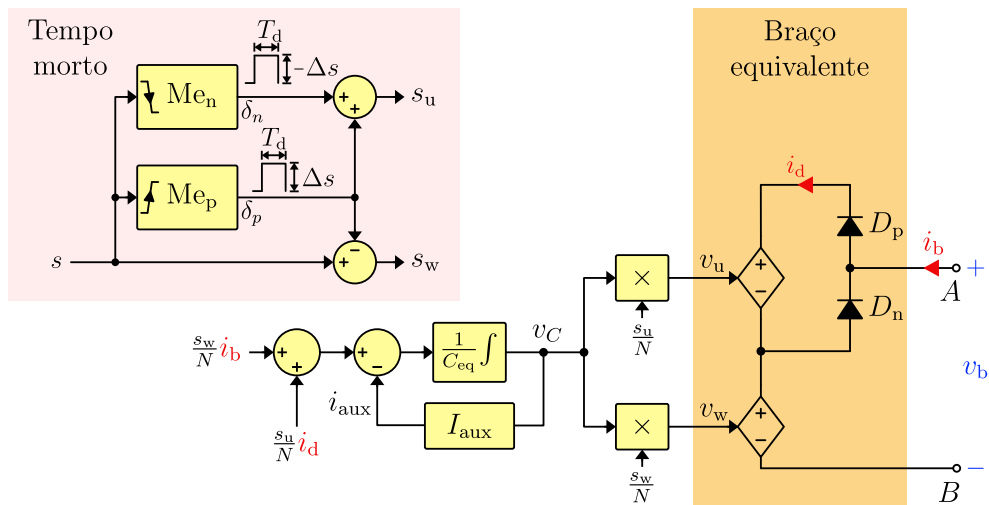 Tempo
morto
T_d
−Δs
Me_n
δ_n
+
+
s_u
T_d
Δs
Me_p
δ_p
s
+
−
s_w
Braço
equivalente
i_d
D_p
i_b
A
+
D_n
v_u
+
−
×
s_u/N
v_b
s_w/N i_b
+
+
s_u/N i_d
+
−
i_aux
1/C_eq ∫
v_C
I_aux
×
s_w/N
v_w
+
−
B
−